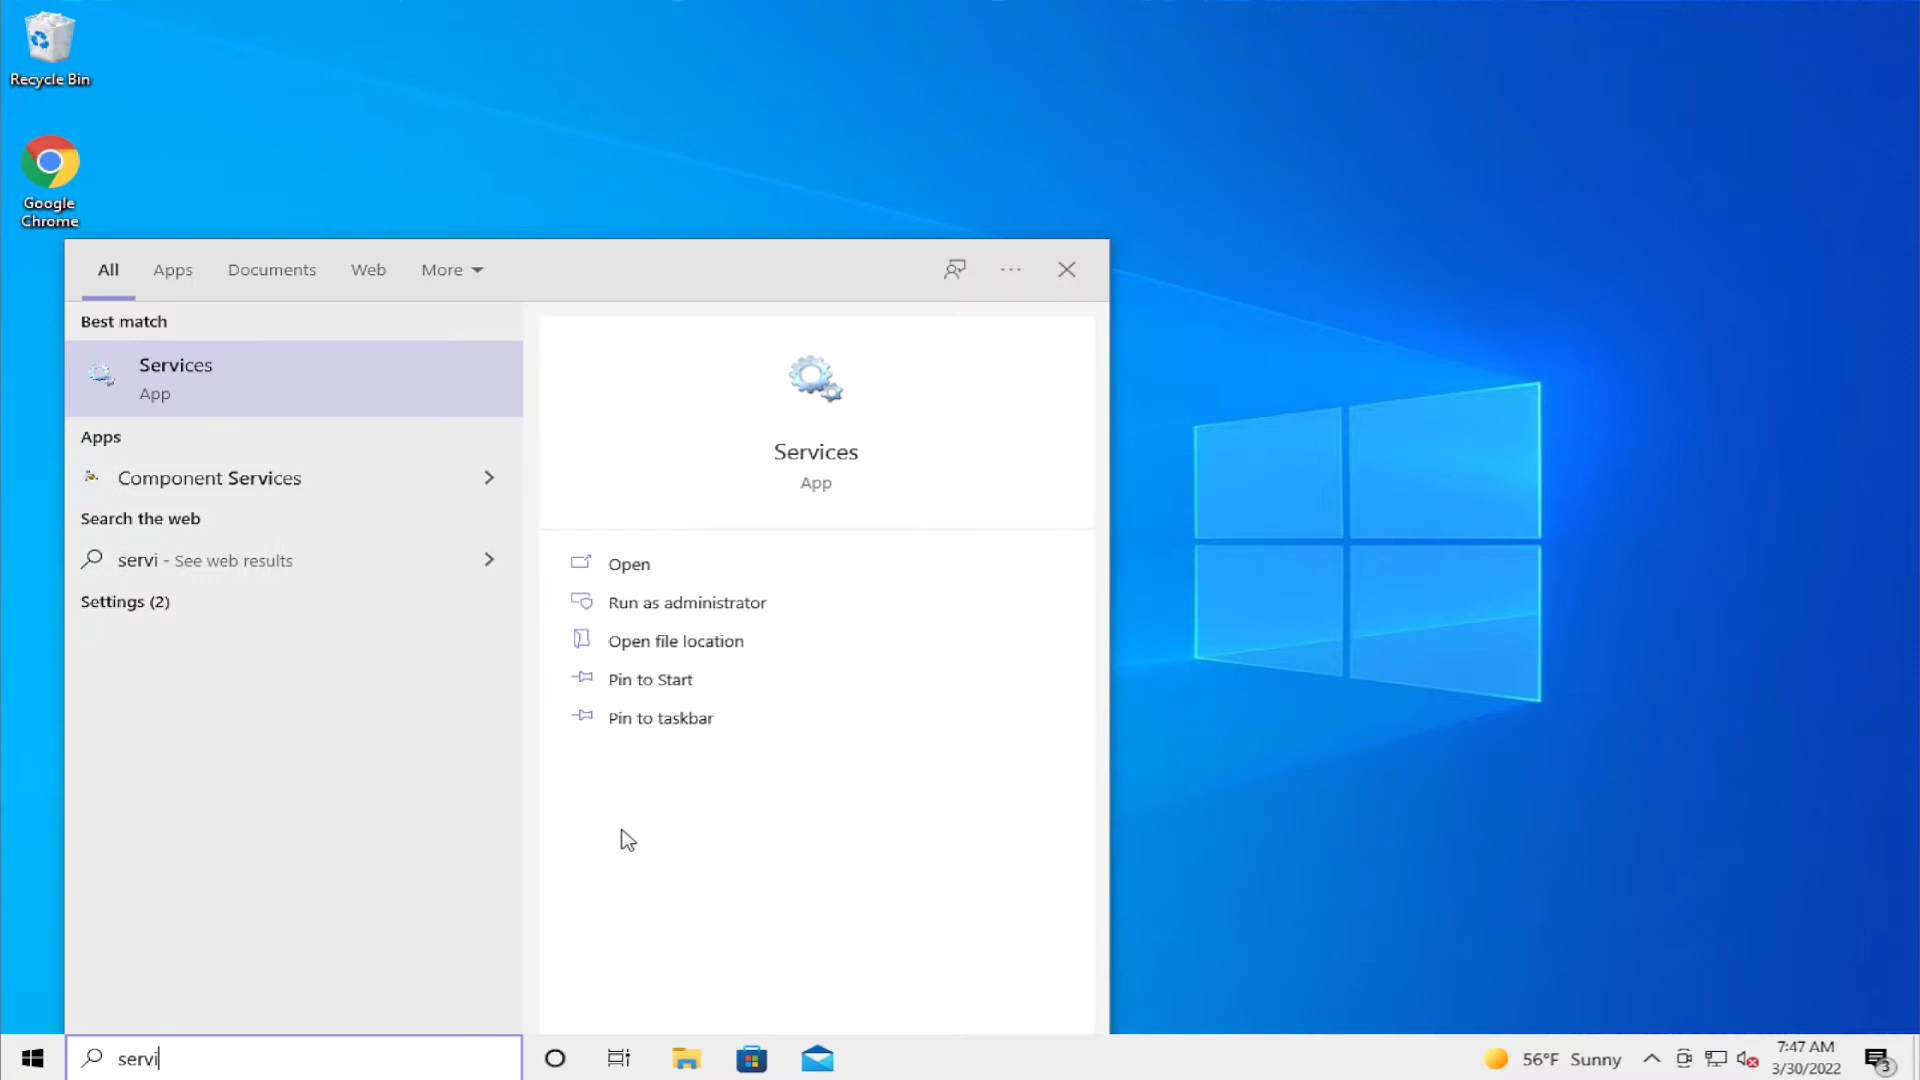 Recycle Bin
Google
Chrome
All Apps Documents Web More
Best match
Services
App
Apps
Component Services
Search the web
servi - See web results
Settings (2)
Services
App
Open
Run as administrator
Open file location
Pin to Start
Pin to taskbar
servi
56°F Sunny
7:47 AM
3/30/2022
3